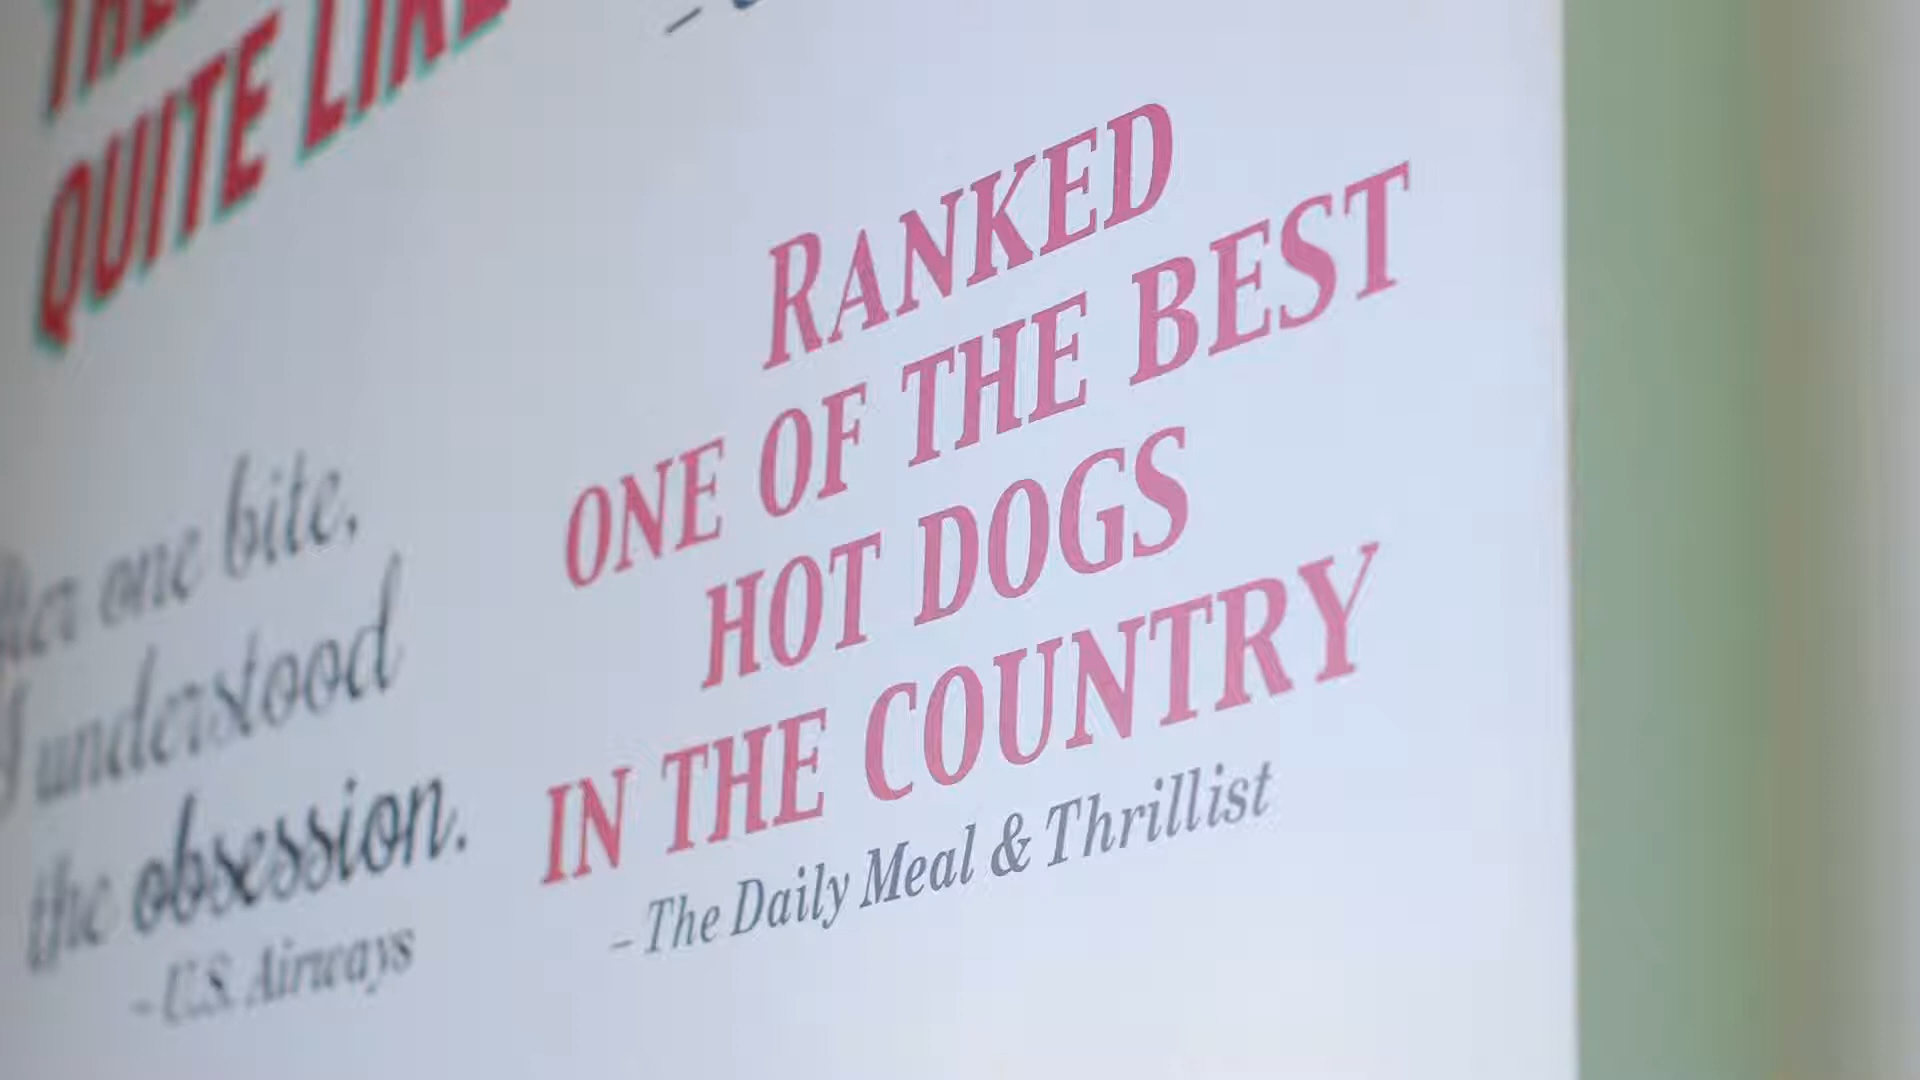 QUITE LIKE
one bite,
I understood
the obsession.
– U.S. Airways
RANKED
ONE OF THE BEST
HOT DOGS
IN THE COUNTRY
– The Daily Meal & Thrillist